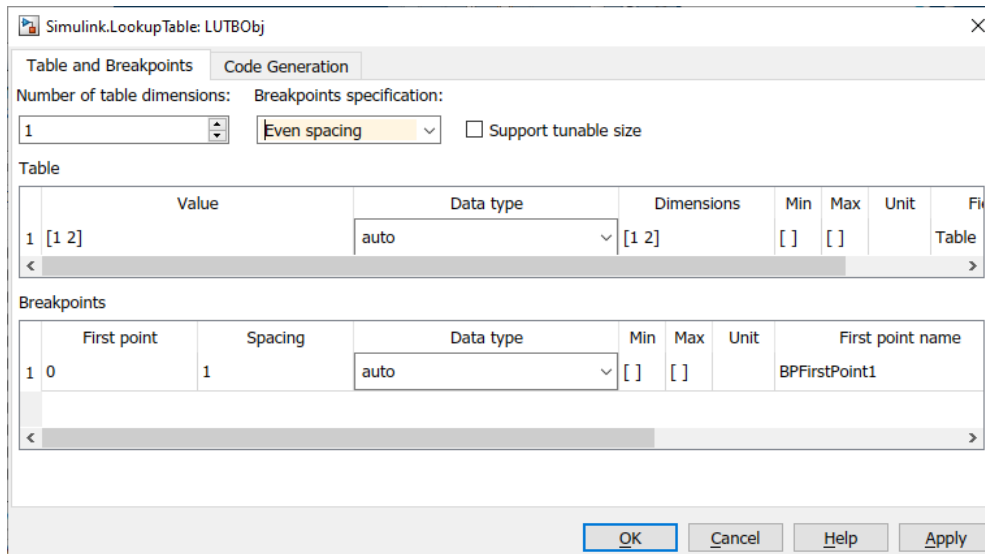 Simulink.LookupTable: LUTBObj
Table and Breakpoints Code Generation
Number of table dimensions: Breakpoints specification:
1 Even spacing Support tunable size
Table
Value Data type Dimensions Min Max Unit Fi
1 [1 2] auto [1 2] [ ] [ ] Table
Breakpoints
First point Spacing Data type Min Max Unit First point name
1 0 1 auto [ ] [ ] BPFirstPoint1
OK Cancel Help Apply